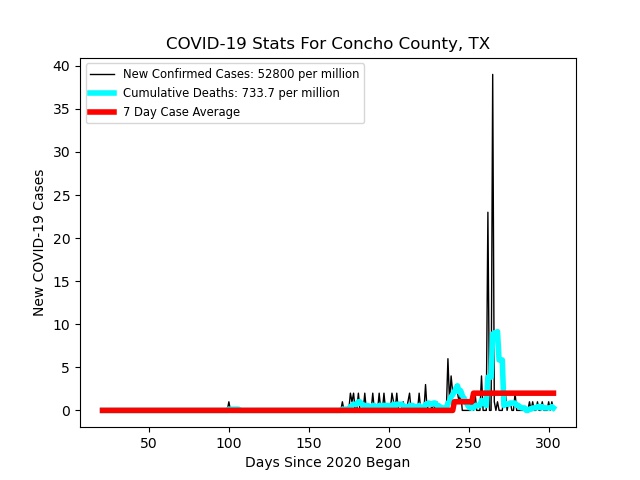 COVID-19 Stats For Concho County, TX
New Confirmed Cases: 52800 per million
Cumulative Deaths: 733.7 per million
7 Day Case Average
40
35
30
25
20
15
10
5
0
New COVID-19 Cases
50
100
150
200
250
300
Days Since 2020 Began